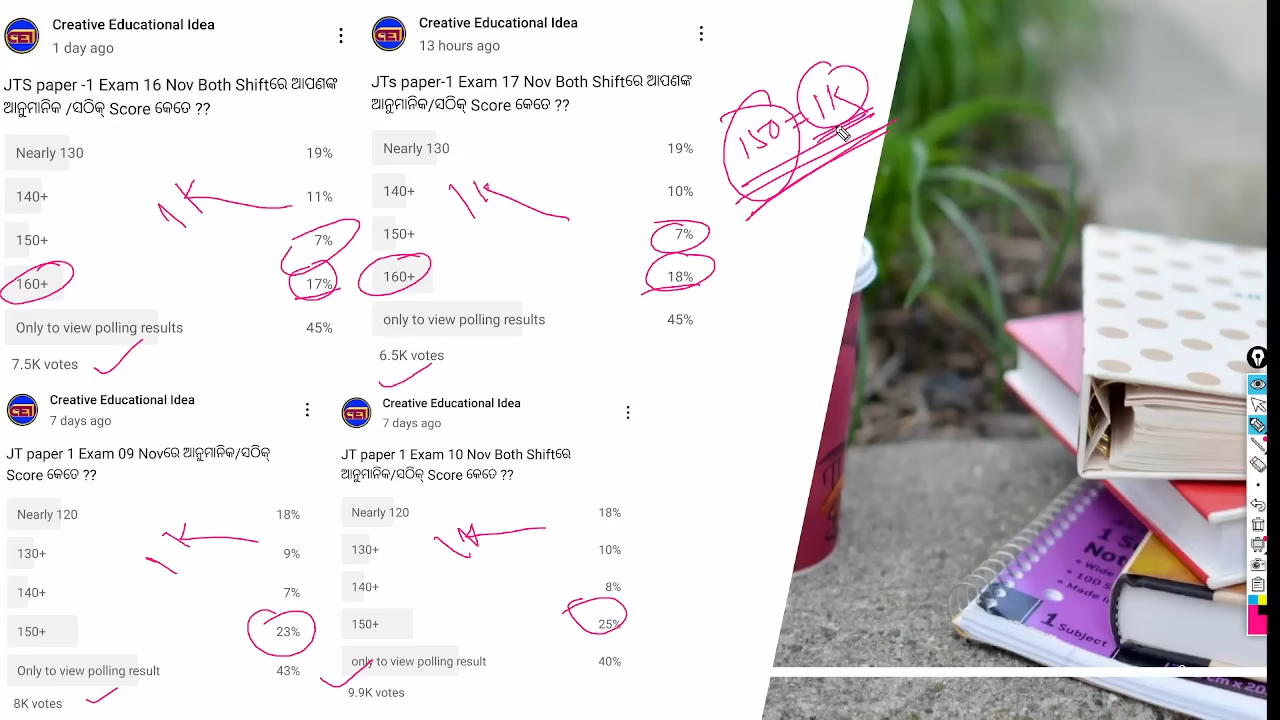 Creative Educational Idea
1 day ago
JTS paper -1 Exam 16 Nov Both Shiftରେ ଆପଣଙ୍କ
ଆନୁମାନିକ /ସଠିକ୍ Score କେତେ ??
Nearly 130 19%
140+ 11%
150+ 7%
160+ 17%
Only to view polling results 45%
7.5K votes
1K
Creative Educational Idea
13 hours ago
JTs paper-1 Exam 17 Nov Both Shiftରେ ଆପଣଙ୍କ
ଆନୁମାନିକ/ସଠିକ୍ Score କେତେ ??
Nearly 130 19%
140+ 10%
150+ 7%
160+ 18%
only to view polling results 45%
6.5K votes
1K
150 = 1K
Creative Educational Idea
7 days ago
JT paper 1 Exam 09 Novରେ ଆନୁମାନିକ/ସଠିକ୍
Score କେତେ ??
Nearly 120 18%
130+ 9%
140+ 7%
150+ 23%
Only to view polling result 43%
8K votes
1K
Creative Educational Idea
7 days ago
JT paper 1 Exam 10 Nov Both Shiftରେ
ଆନୁମାନିକ/ସଠିକ୍ Score କେତେ ??
Nearly 120 18%
130+ 10%
140+ 8%
150+ 25%
only to view polling result 40%
9.9K votes
1K
1 Subject